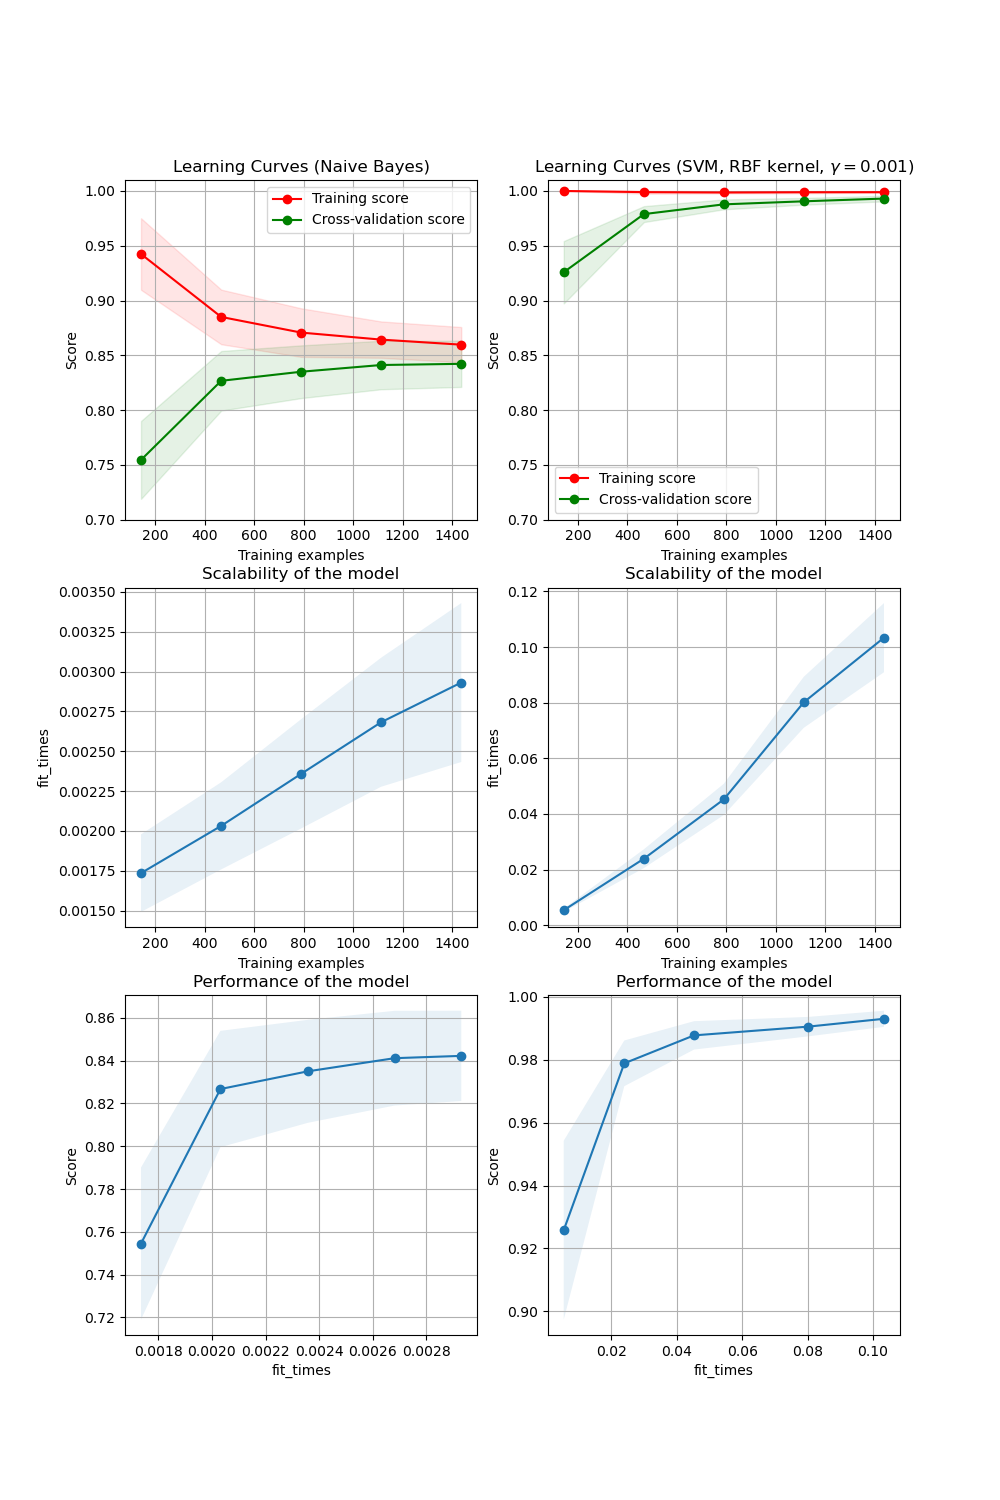 Learning Curves (Naive Bayes)
1.00
0.95
0.90
0.85
0.80
0.75
0.70
Score
Training score
Cross-validation score
200 400 600 800 1000 1200 1400
Training examples
Learning Curves (SVM, RBF kernel, γ = 0.001)
1.00
0.95
0.90
0.85
0.80
0.75
0.70
Score
Training score
Cross-validation score
200 400 600 800 1000 1200 1400
Training examples
Scalability of the model
0.00350
0.00325
0.00300
0.00275
0.00250
0.00225
0.00200
0.00175
0.00150
fit_times
200 400 600 800 1000 1200 1400
Training examples
Scalability of the model
0.12
0.10
0.08
0.06
0.04
0.02
0.00
fit_times
200 400 600 800 1000 1200 1400
Training examples
Performance of the model
0.86
0.84
0.82
0.80
0.78
0.76
0.74
0.72
Score
0.0018 0.0020 0.0022 0.0024 0.0026 0.0028
fit_times
Performance of the model
1.00
0.98
0.96
0.94
0.92
0.90
Score
0.02 0.04 0.06 0.08 0.10
fit_times